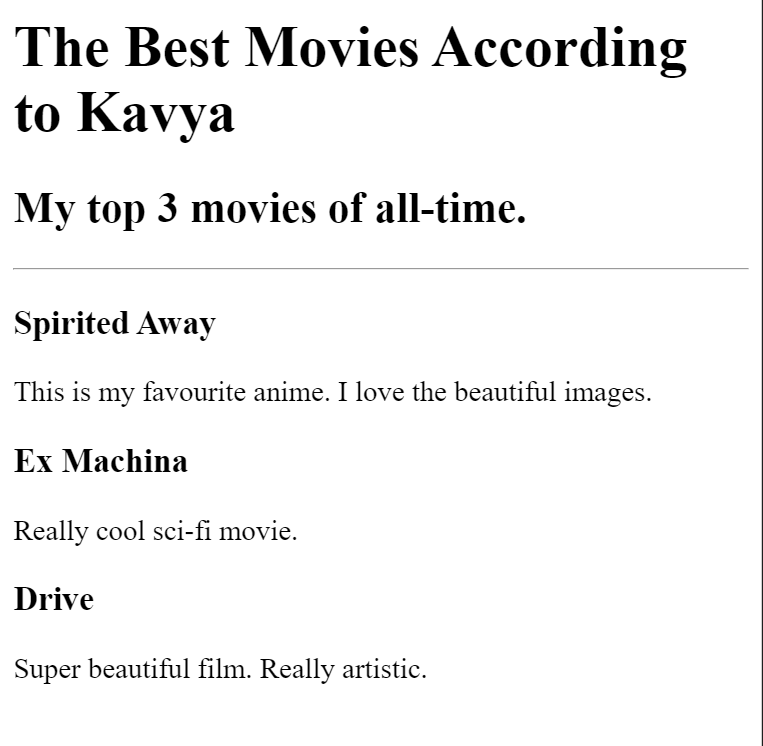 The Best Movies According
to Kavya
My top 3 movies of all-time.
Spirited Away
This is my favourite anime. I love the beautiful images.
Ex Machina
Really cool sci-fi movie.
Drive
Super beautiful film. Really artistic.